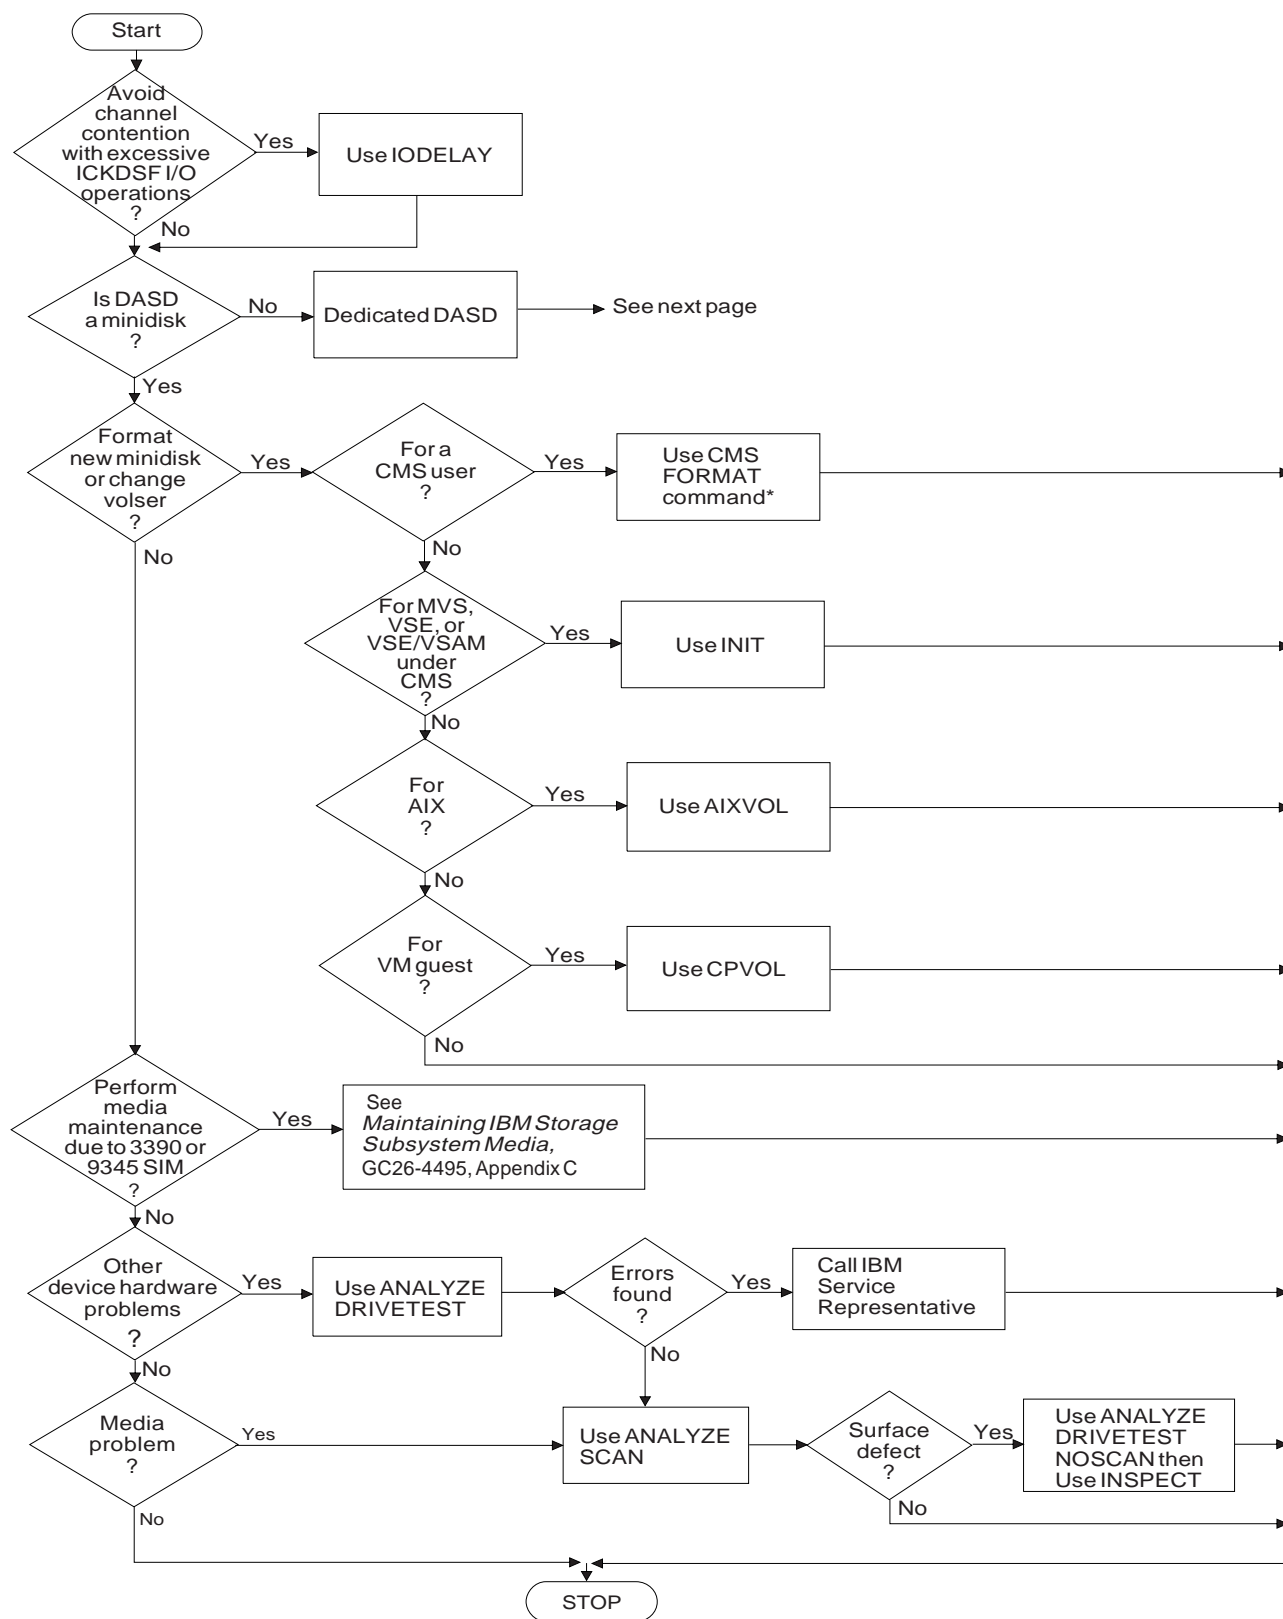 Start
Avoid
channel
contention
with excessive
ICKDSF I/O
operations
?
Yes
Use IODELAY
No
Is DASD
a minidisk
?
No
Dedicated DASD
See next page
Yes
Format
new minidisk
or change
volser
?
Yes
For a
CMS user
?
Yes
Use CMS
FORMAT
command*
No
No
For MVS,
VSE, or
VSE/VSAM
under
CMS
?
Yes
Use INIT
No
For
AIX
?
Yes
Use AIXVOL
No
For
VM guest
?
Yes
Use CPVOL
No
Perform
media
maintenance
due to 3390 or
9345 SIM
?
Yes
See
Maintaining IBM Storage
Subsystem Media,
GC26-4495, Appendix C
No
Other
device hardware
problems
?
Yes
Use ANALYZE
DRIVETEST
Errors
found
?
Yes
Call IBM
Service
Representative
No
No
Media
problem
?
Yes
Use ANALYZE
SCAN
Surface
defect
?
Yes
Use ANALYZE
DRIVETEST
NOSCAN then
Use INSPECT
No
No
STOP